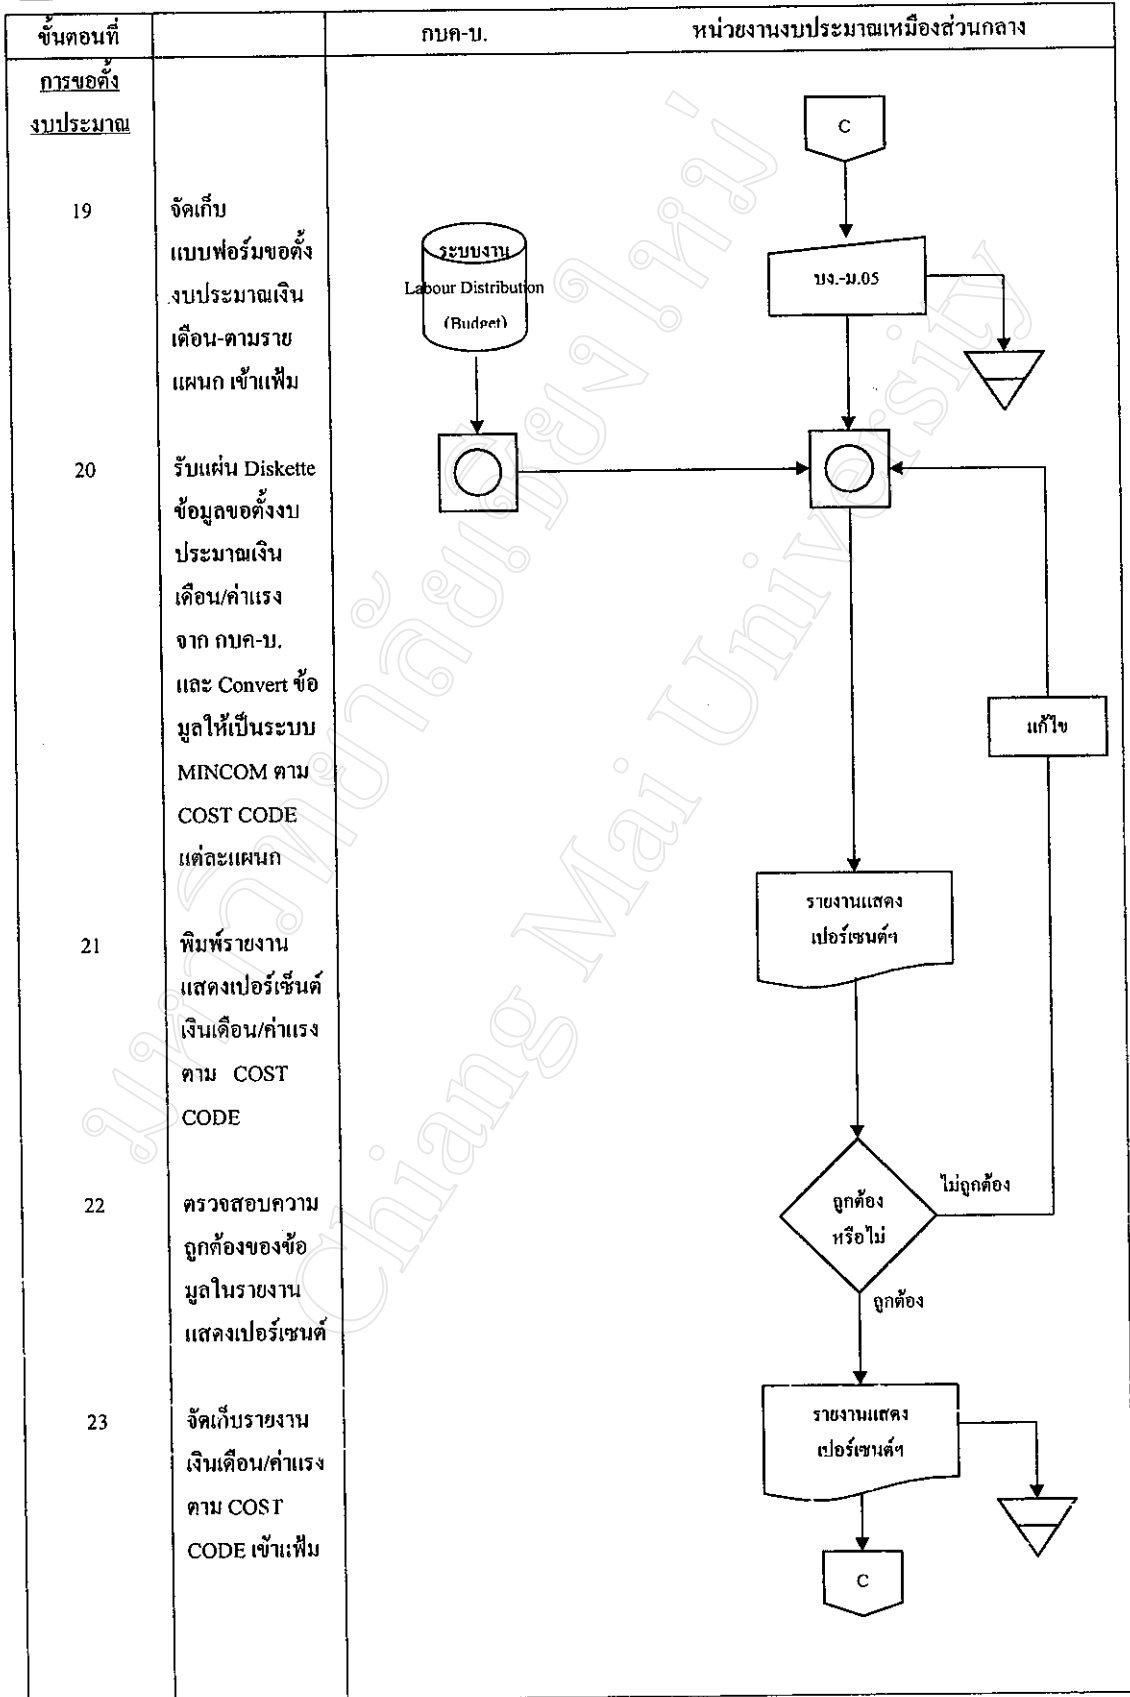 ขั้นตอนที่
กบค-บ.
หน่วยงานงบประมาณเหมืองส่วนกลาง
การขอตั้ง
งบประมาณ
C
19
จัดเก็บ
แบบฟอร์มขอตั้ง
งบประมาณเงิน
เดือน-ตามราย
แผนก เข้าแฟ้ม
ระบบงาน
Labour Distribution
(Budget)
บง.-ม.05
20
รับแผ่น Diskette
ข้อมูลขอตั้งงบ
ประมาณเงิน
เดือน/ค่าแรง
จาก กบค-บ.
และ Convert ข้อ
มูลให้เป็นระบบ
MINCOM ตาม
COST CODE
แต่ละแผนก
แก้ไข
21
พิมพ์รายงาน
แสดงเปอร์เซ็นต์
เงินเดือน/ค่าแรง
ตาม COST
CODE
รายงานแสดง
เปอร์เซนต์ฯ
22
ตรวจสอบความ
ถูกต้องของข้อ
มูลในรายงาน
แสดงเปอร์เซนต์
ถูกต้อง
หรือไม่
ไม่ถูกต้อง
ถูกต้อง
23
จัดเก็บรายงาน
เงินเดือน/ค่าแรง
ตาม COST
CODE เข้าแฟ้ม
รายงานแสดง
เปอร์เซนต์ฯ
C
มหาวิทยาลัยเชียงใหม่
Chiang Mai University